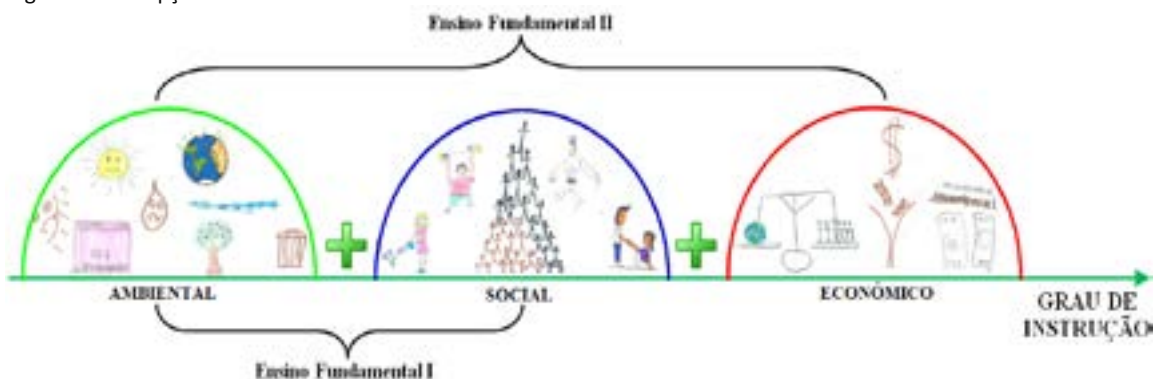 Ensino Fundamental II
AMBIENTAL
SOCIAL
ECONÔMICO
GRAU DE
INSTRUÇÃO
Ensino Fundamental I